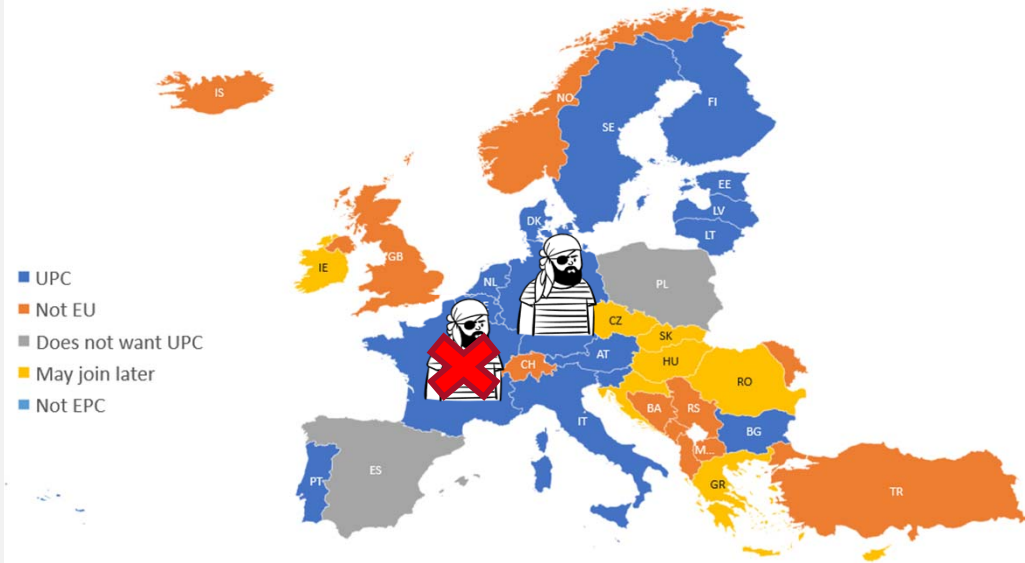 IS
NO
SE
FI
EE
LV
LT
DK
IE
GB
NL
PL
UPC
Not EU
Does not want UPC
May join later
Not EPC
CZ
SK
AT
HU
CH
RO
BA
RS
IT
BG
M...
GR
PT
ES
TR